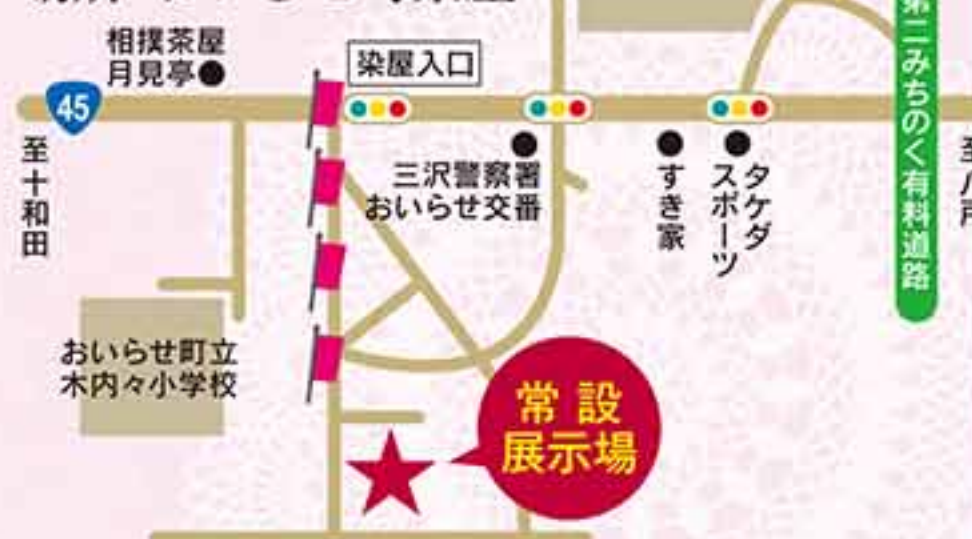 相撲茶屋
月見亭
染屋入口
45
至十和田
三沢警察署
おいらせ交番
すき家
タケダ
スポーツ
第二みちのく有料道路
至八戸
おいらせ町立
木内々小学校
常設
展示場